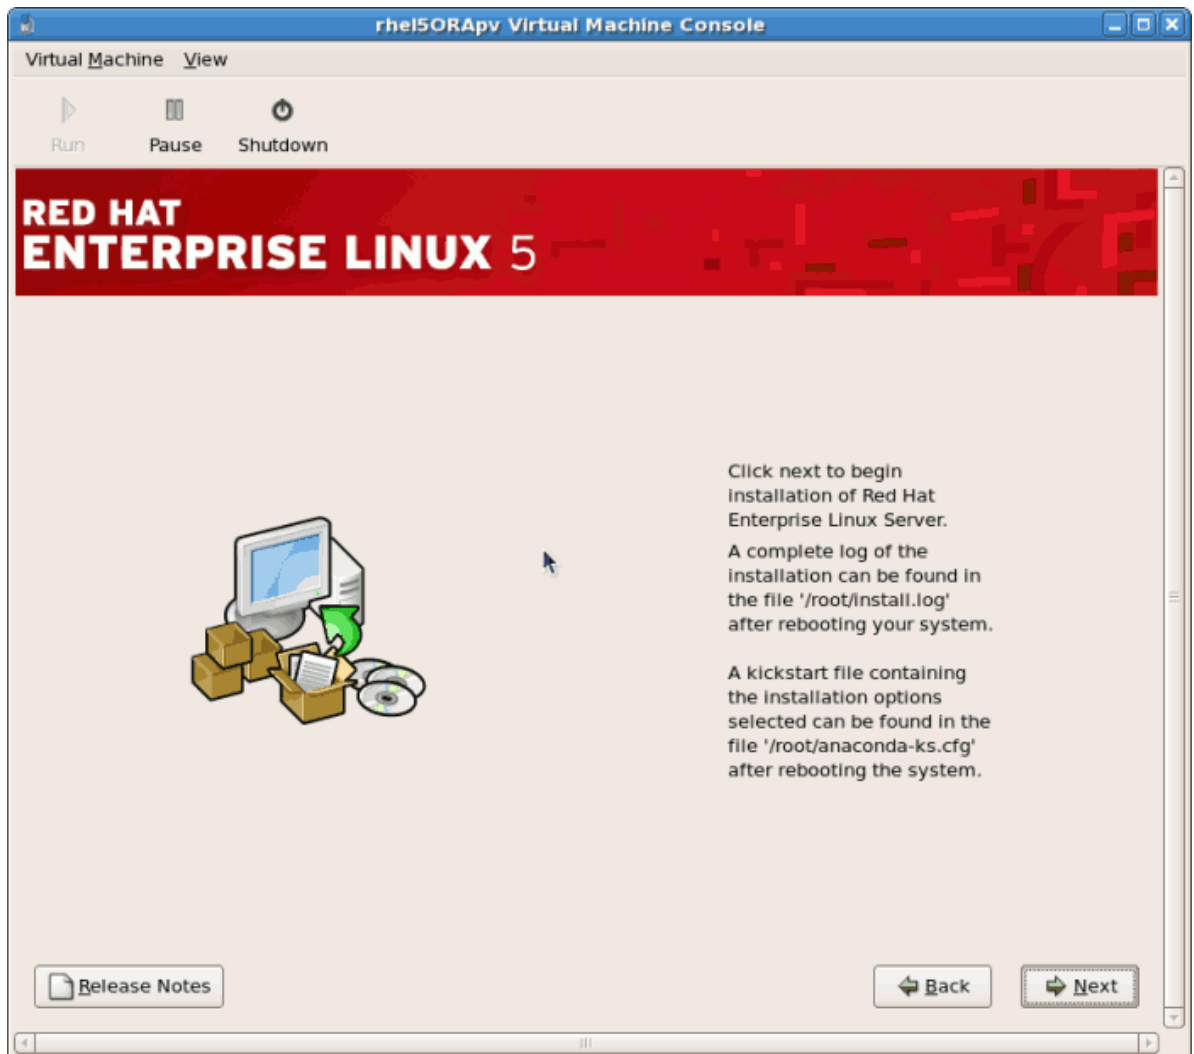 rhel5ORApv Virtual Machine Console
Virtual Machine View
Run Pause Shutdown
RED HAT
ENTERPRISE LINUX 5
Click next to begin
installation of Red Hat
Enterprise Linux Server.
A complete log of the
installation can be found in
the file '/root/install.log'
after rebooting your system.
A kickstart file containing
the installation options
selected can be found in the
file '/root/anaconda-ks.cfg'
after rebooting the system.
Release Notes Back Next